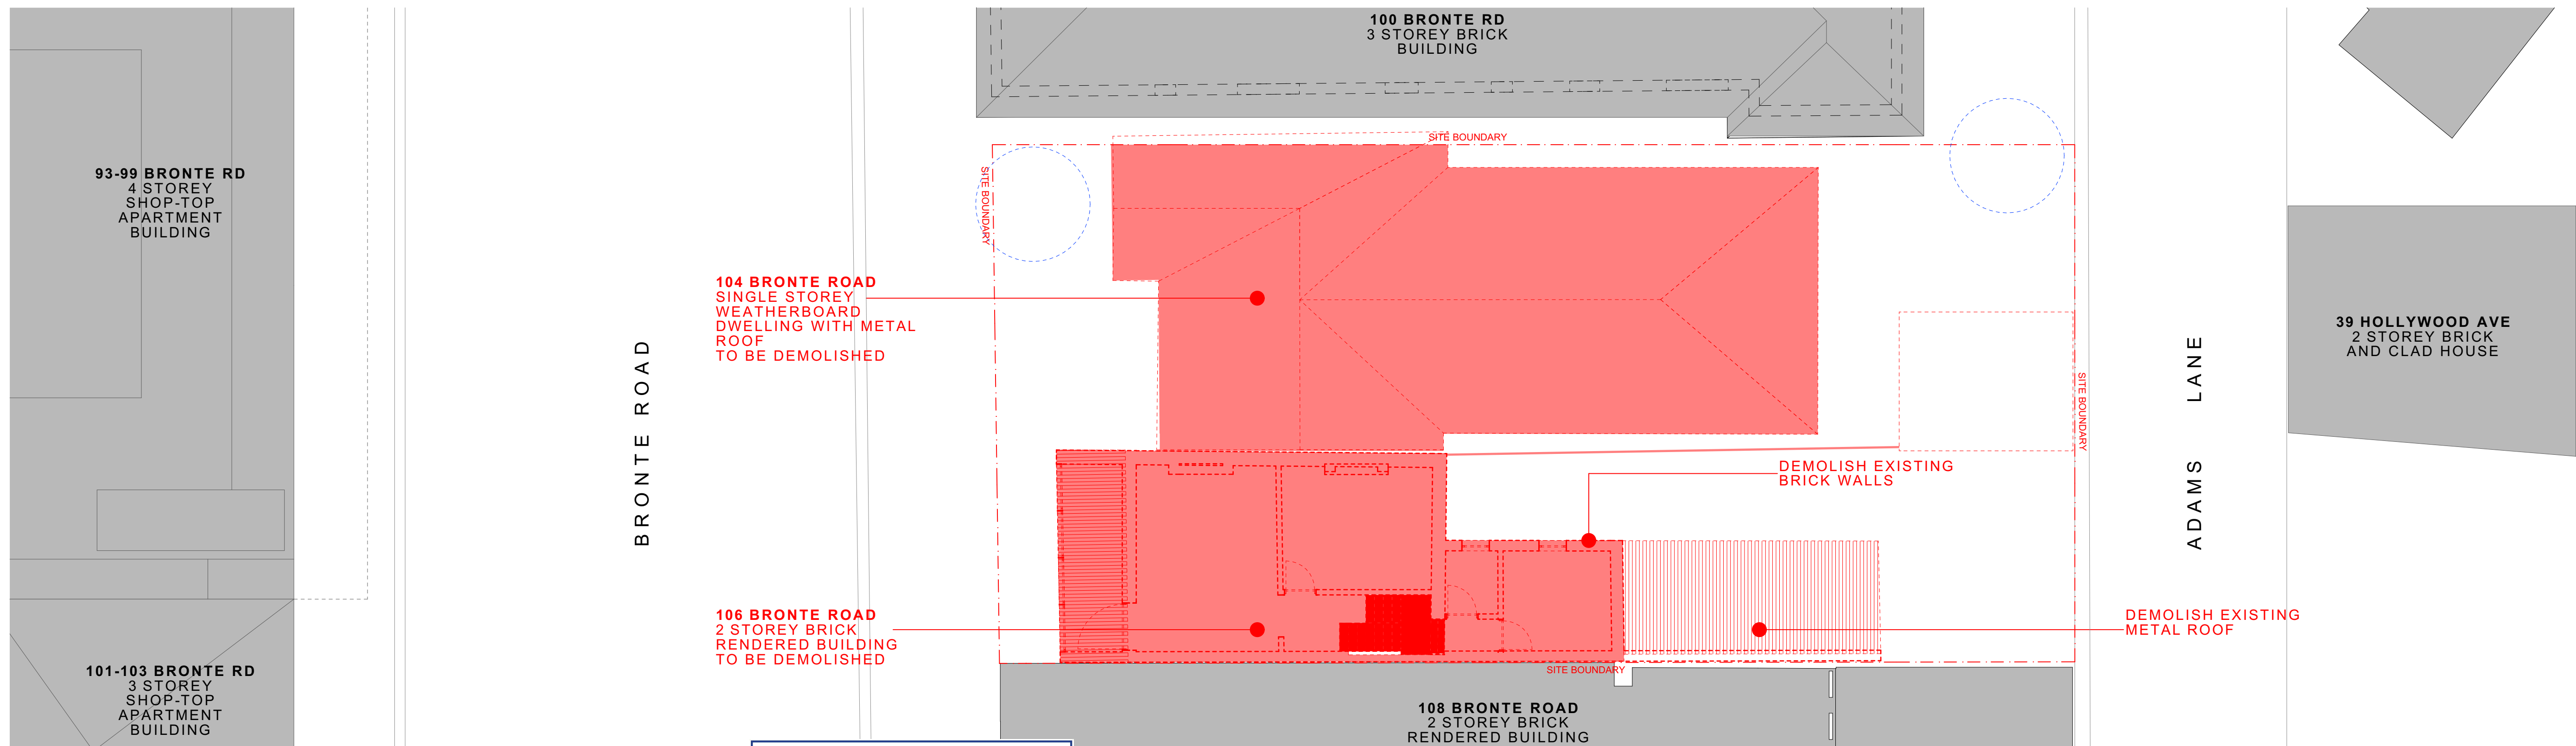 100 BRONTE RD
3 STOREY BRICK
BUILDING
SITE BOUNDARY
SITE BOUNDARY
93-99 BRONTE RD
4 STOREY
SHOP-TOP
APARTMENT
BUILDING
104 BRONTE ROAD
SINGLE STOREY
WEATHERBOARD
DWELLING WITH METAL
ROOF
TO BE DEMOLISHED
BRONTE ROAD
39 HOLLYWOOD AVE
2 STOREY BRICK
AND CLAD HOUSE
ADAMS LANE
SITE BOUNDARY
DEMOLISH EXISTING
BRICK WALLS
106 BRONTE ROAD
2 STOREY BRICK
RENDERED BUILDING
TO BE DEMOLISHED
DEMOLISH EXISTING
METAL ROOF
SITE BOUNDARY
101-103 BRONTE RD
3 STOREY
SHOP-TOP
APARTMENT
BUILDING
108 BRONTE ROAD
2 STOREY BRICK
RENDERED BUILDING